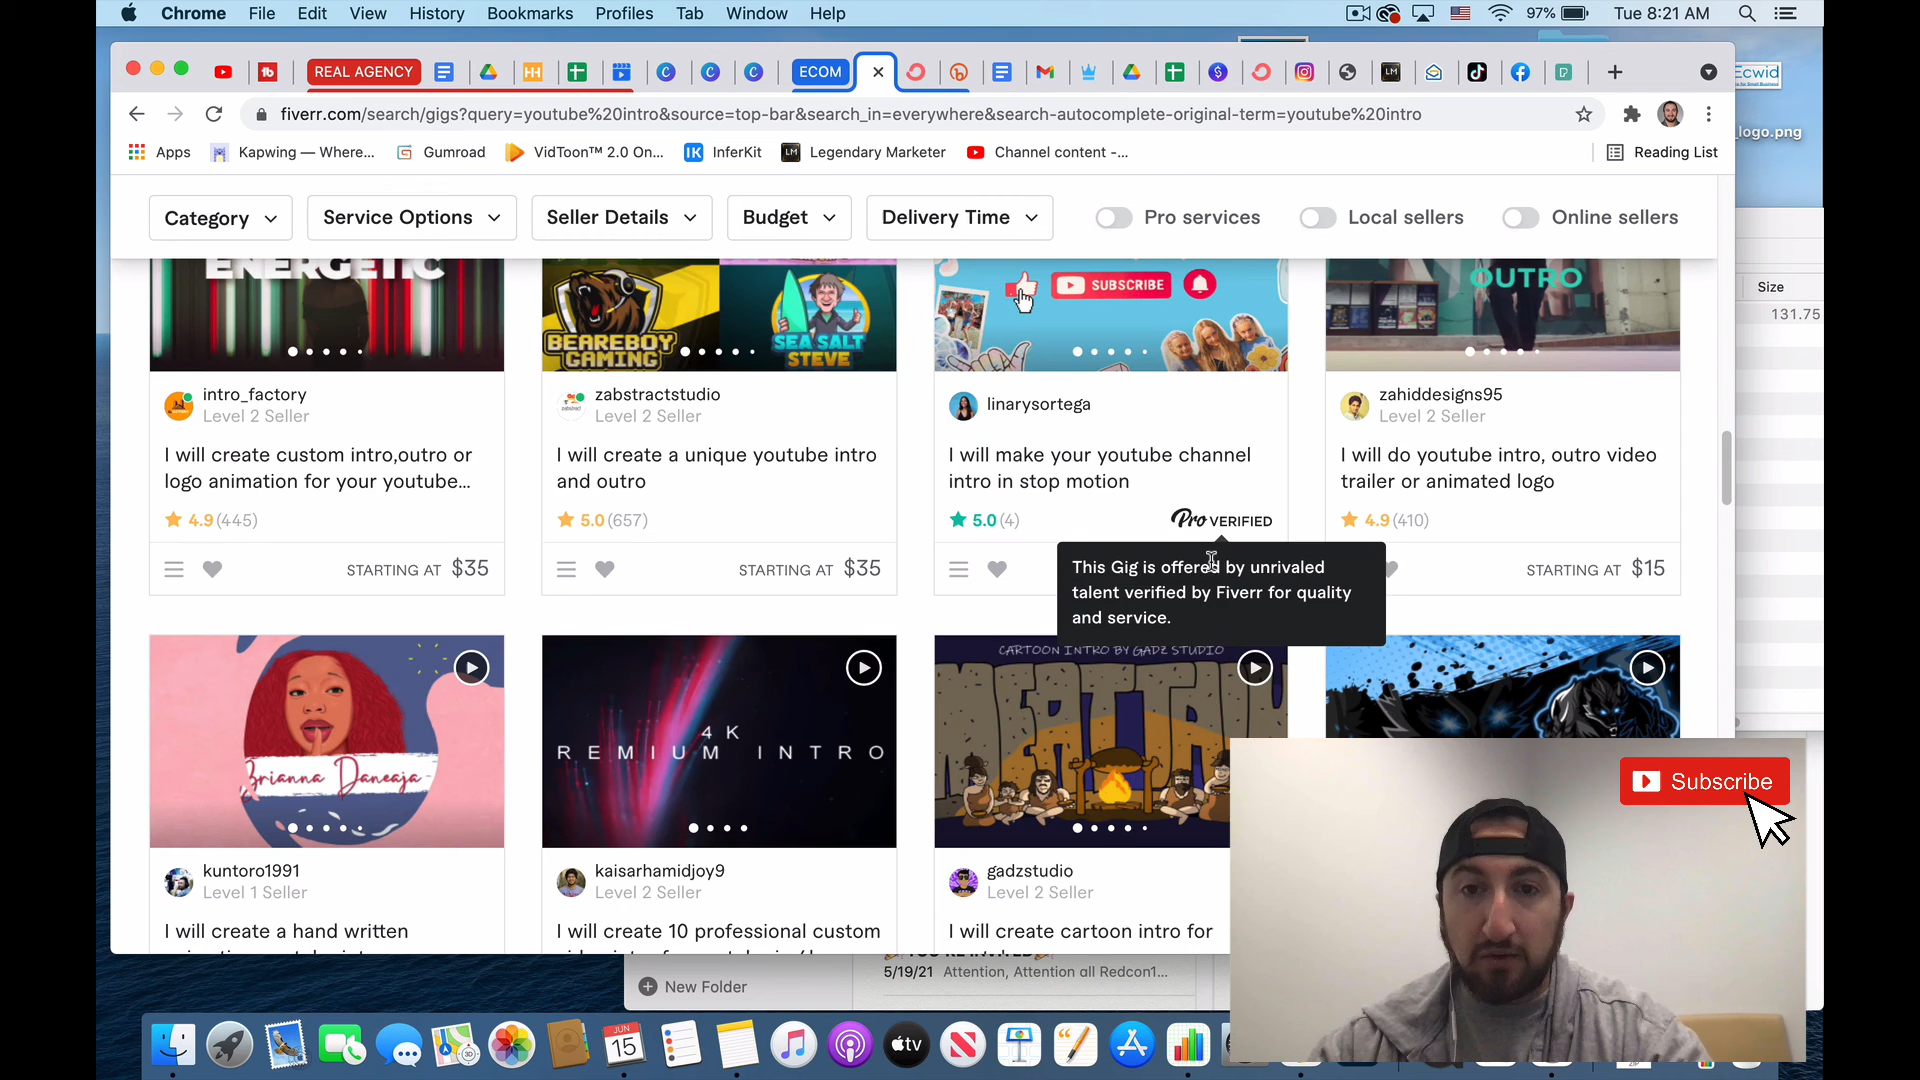 Chrome File Edit View History Bookmarks Profiles Tab Window Help 97% Tue 8:21 AM
REAL AGENCY ECOM
fiverr.com/search/gigs?query=youtube%20intro&source=top-bar&search_in=everywhere&search-autocomplete-original-term=youtube%20intro
Apps Kapwing — Where... Gumroad VidToon™ 2.0 On... InferKit Legendary Marketer Channel content -... Reading List
Ecwid
_logo.png
Category Service Options Seller Details Budget Delivery Time Pro services Local sellers Online sellers
Size
131.75
ENERGETIC
BEAREBOY GAMING
SEA SALT STEVE
SUBSCRIBE
OUTRO
intro_factory
Level 2 Seller
I will create custom intro,outro or
logo animation for your youtube...
4.9 (445)
STARTING AT $35
zabstractstudio
Level 2 Seller
I will create a unique youtube intro
and outro
5.0 (657)
STARTING AT $35
linarysortega
I will make your youtube channel
intro in stop motion
5.0 (4) Pro VERIFIED
This Gig is offered by unrivaled
talent verified by Fiverr for quality
and service.
zahiddesigns95
Level 2 Seller
I will do youtube intro, outro video
trailer or animated logo
4.9 (410)
STARTING AT $15
Brianna Daneaja
4K
REMIUM INTRO
CARTOON INTRO BY GADZ STUDIO
kuntoro1991
Level 1 Seller
I will create a hand written
kaisarhamidjoy9
Level 2 Seller
I will create 10 professional custom
gadzstudio
Level 2 Seller
I will create cartoon intro for
Subscribe
New Folder
5/19/21 Attention, Attention all Redcon1...
JUN
15
tv